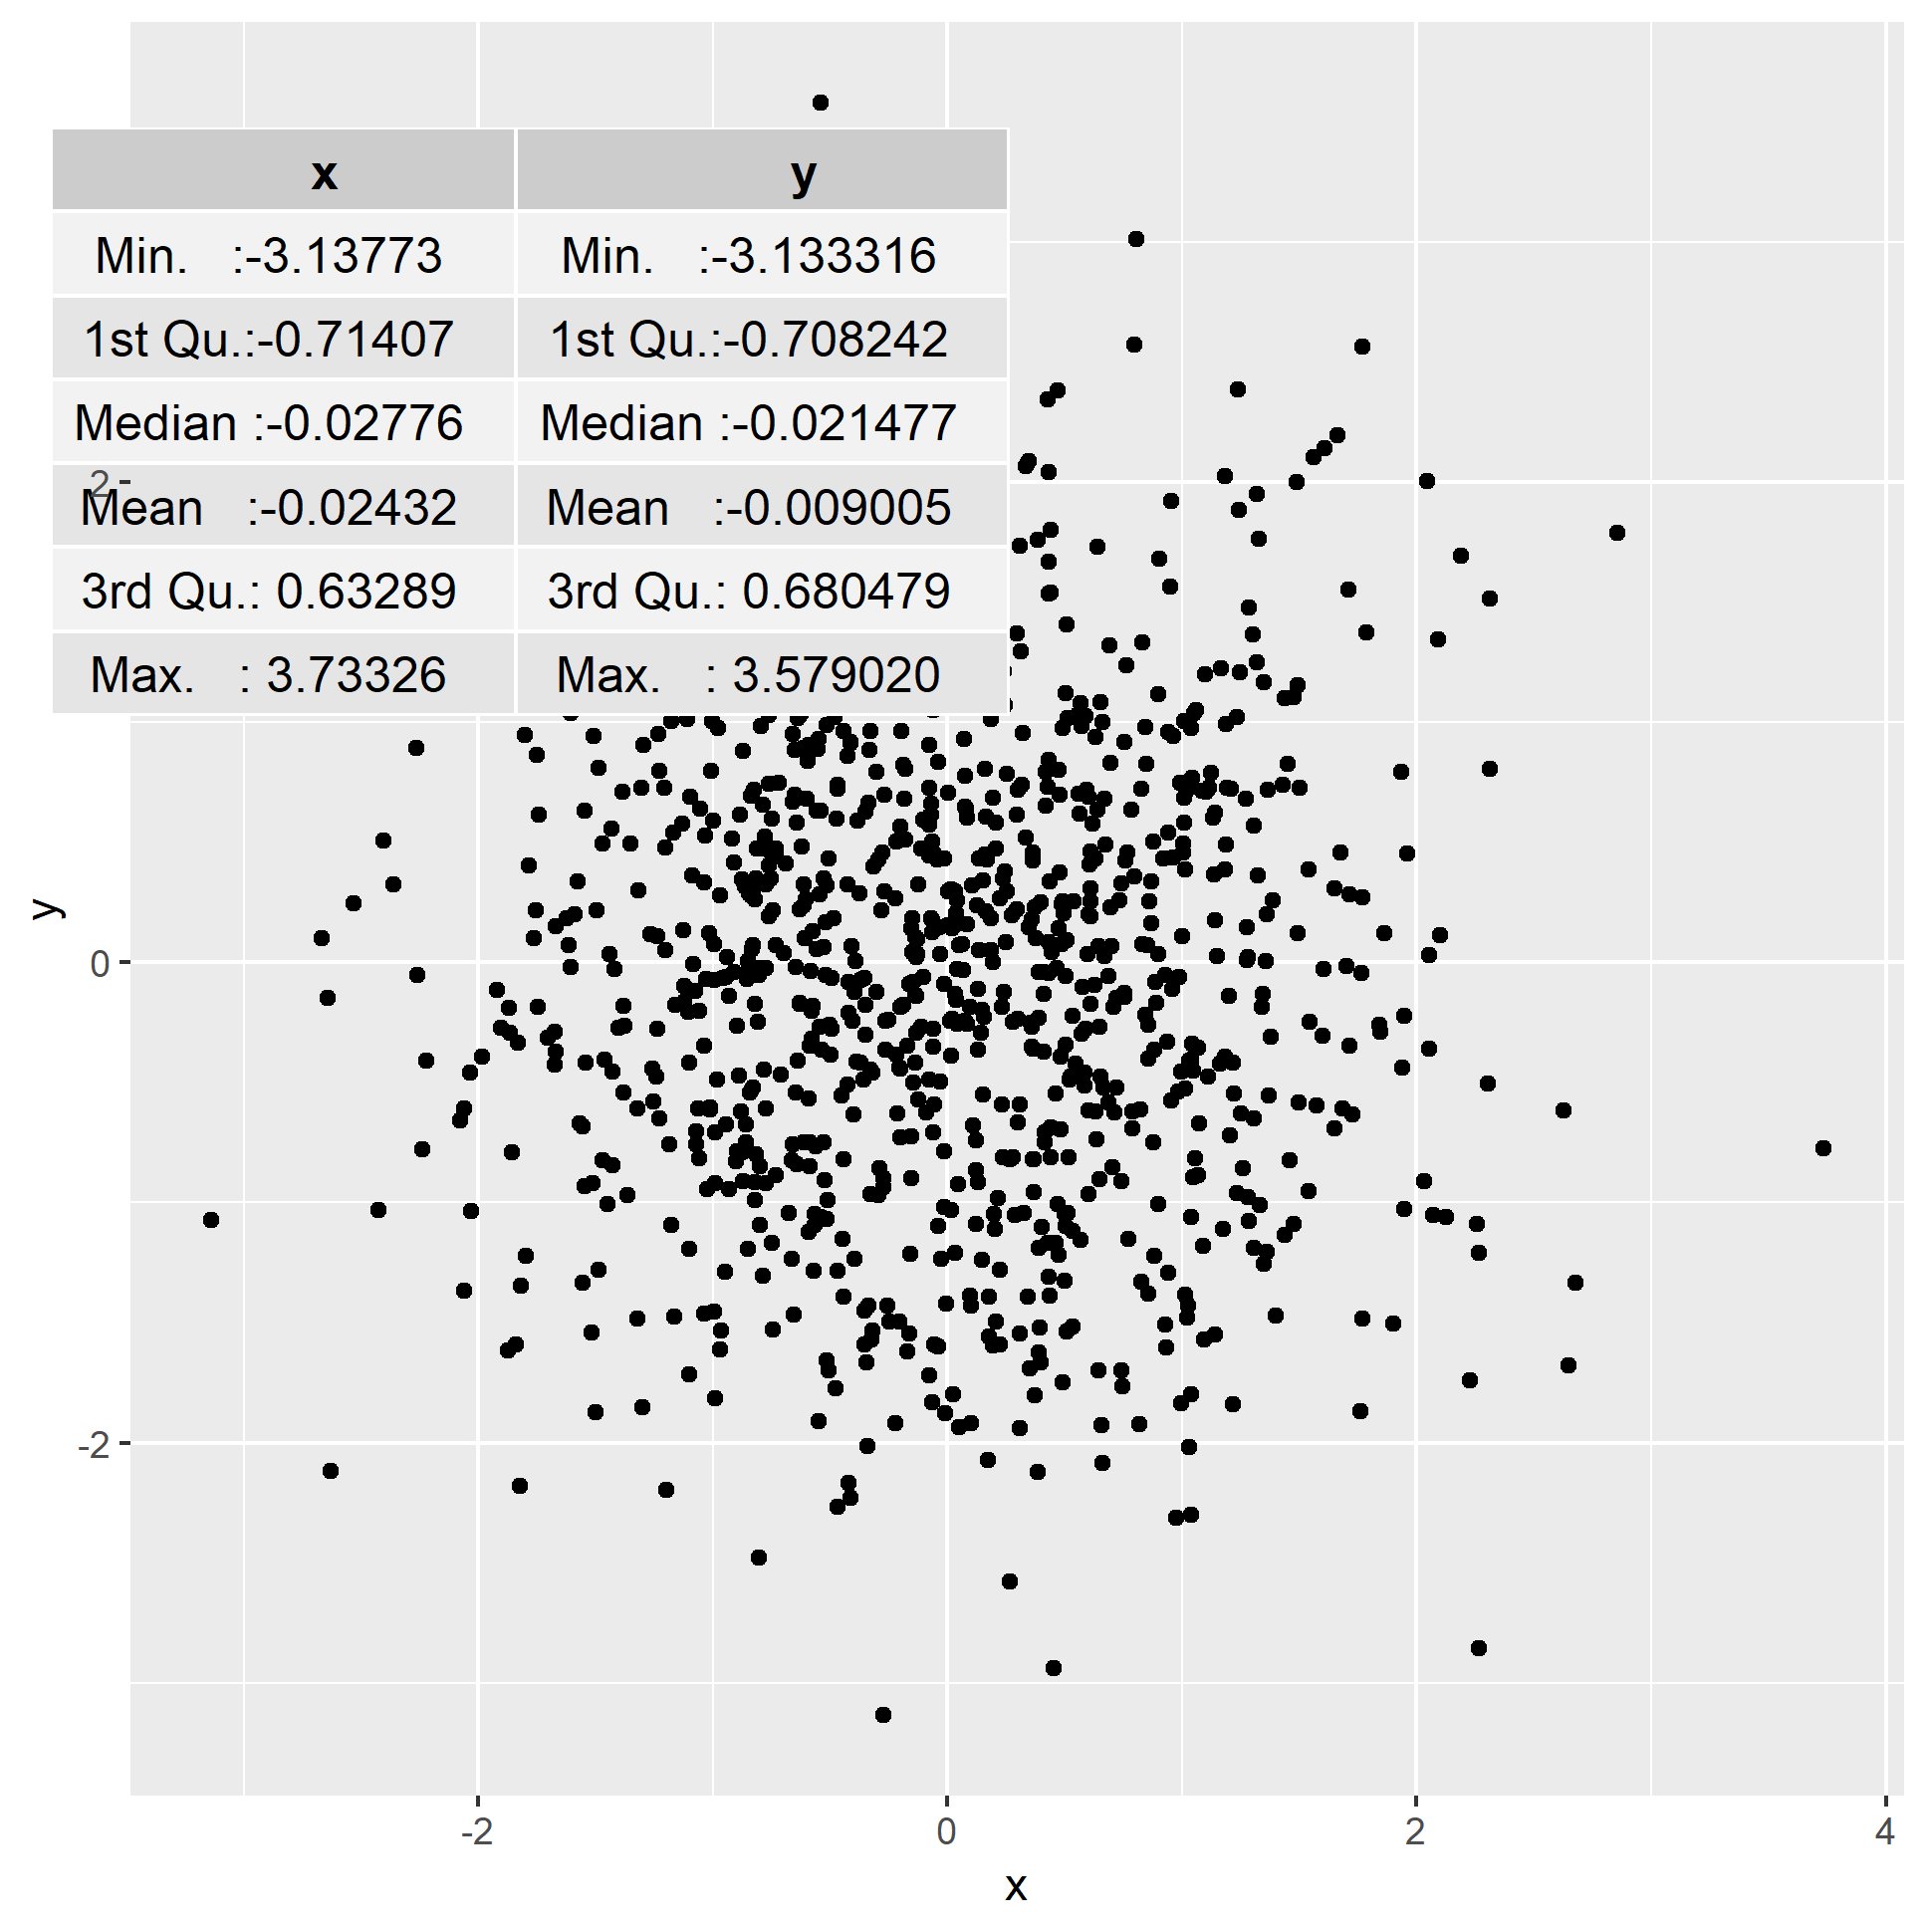 x y
Min. :-3.13773 Min. :-3.133316
1st Qu.:-0.71407 1st Qu.:-0.708242
Median :-0.02776 Median :-0.021477
2
Mean :-0.02432 Mean :-0.009005
3rd Qu.: 0.63289 3rd Qu.: 0.680479
Max. : 3.73326 Max. : 3.579020
y
0
-2
-2 0 2 4
x